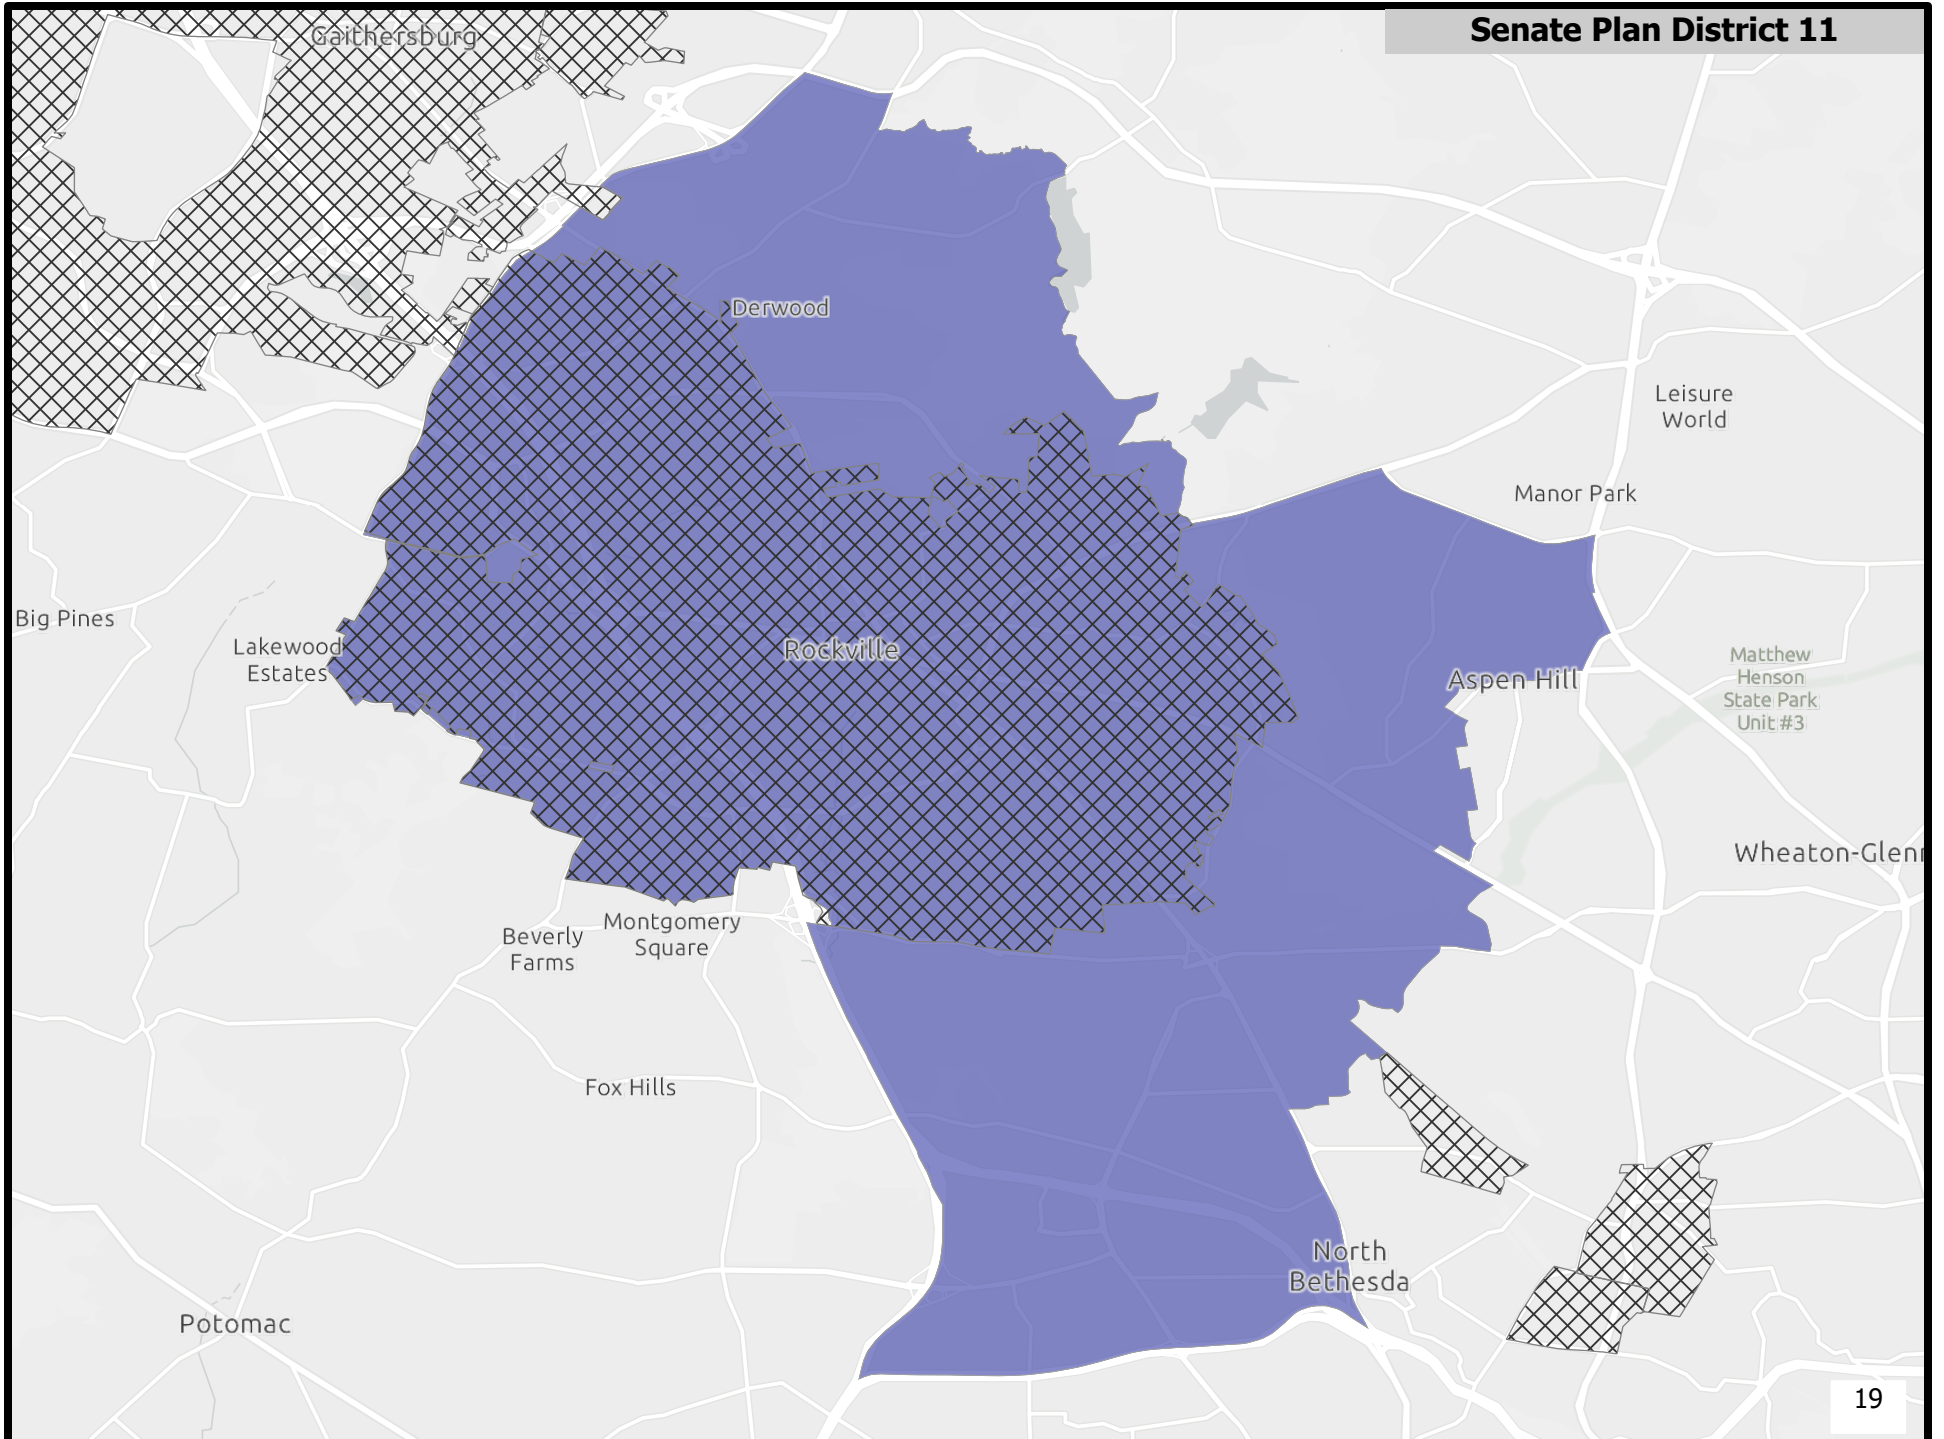 Senate Plan District 11
Gaithersburg
Derwood
Leisure
World
Manor Park
Big Pines
Lakewood
Estates
Rockville
Aspen Hill
Matthew
Henson
State Park
Unit #3
Wheaton-Glenn
Montgomery
Square
Beverly
Farms
Fox Hills
North
Bethesda
Potomac
19